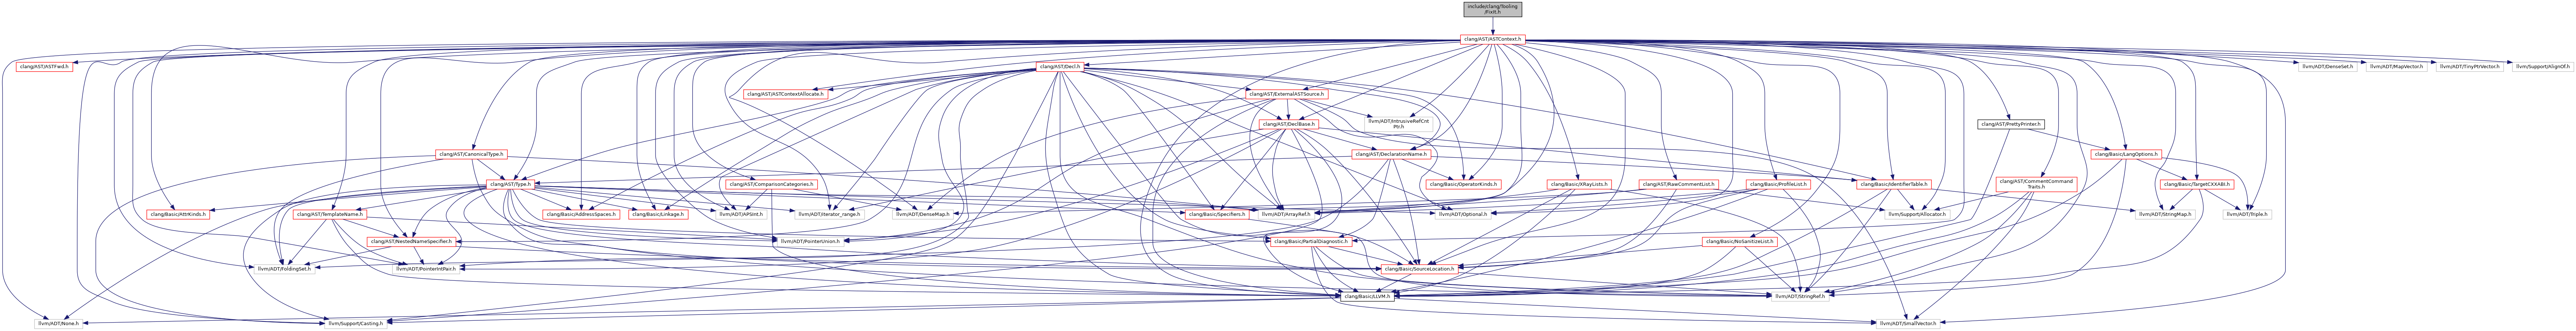 include/clang/Tooling
/FixIt.h
clang/AST/ASTContext.h
clang/AST/ASTFwd.h
clang/AST/Decl.h
llvm/ADT/DenseSet.h
llvm/ADT/MapVector.h
llvm/ADT/TinyPtrVector.h
llvm/Support/AlignOf.h
clang/AST/ASTContextAllocate.h
clang/AST/ExternalASTSource.h
llvm/ADT/IntrusiveRefCnt
Ptr.h
clang/AST/DeclBase.h
clang/AST/PrettyPrinter.h
clang/AST/CanonicalType.h
clang/AST/DeclarationName.h
clang/Basic/LangOptions.h
clang/AST/Type.h
clang/AST/ComparisonCategories.h
clang/Basic/OperatorKinds.h
clang/Basic/XRayLists.h
clang/AST/RawCommentList.h
clang/Basic/ProfileList.h
clang/Basic/IdentifierTable.h
clang/AST/CommentCommand
Traits.h
clang/Basic/TargetCXXABI.h
clang/Basic/AttrKinds.h
clang/AST/TemplateName.h
clang/Basic/AddressSpaces.h
clang/Basic/Linkage.h
llvm/ADT/APSInt.h
llvm/ADT/iterator_range.h
llvm/ADT/DenseMap.h
clang/Basic/Specifiers.h
llvm/ADT/ArrayRef.h
llvm/ADT/Optional.h
llvm/Support/Allocator.h
llvm/ADT/StringMap.h
llvm/ADT/Triple.h
clang/AST/NestedNameSpecifier.h
llvm/ADT/PointerUnion.h
clang/Basic/PartialDiagnostic.h
clang/Basic/NoSanitizeList.h
llvm/ADT/FoldingSet.h
llvm/ADT/PointerIntPair.h
clang/Basic/SourceLocation.h
clang/Basic/LLVM.h
llvm/ADT/StringRef.h
llvm/ADT/None.h
llvm/Support/Casting.h
llvm/ADT/SmallVector.h